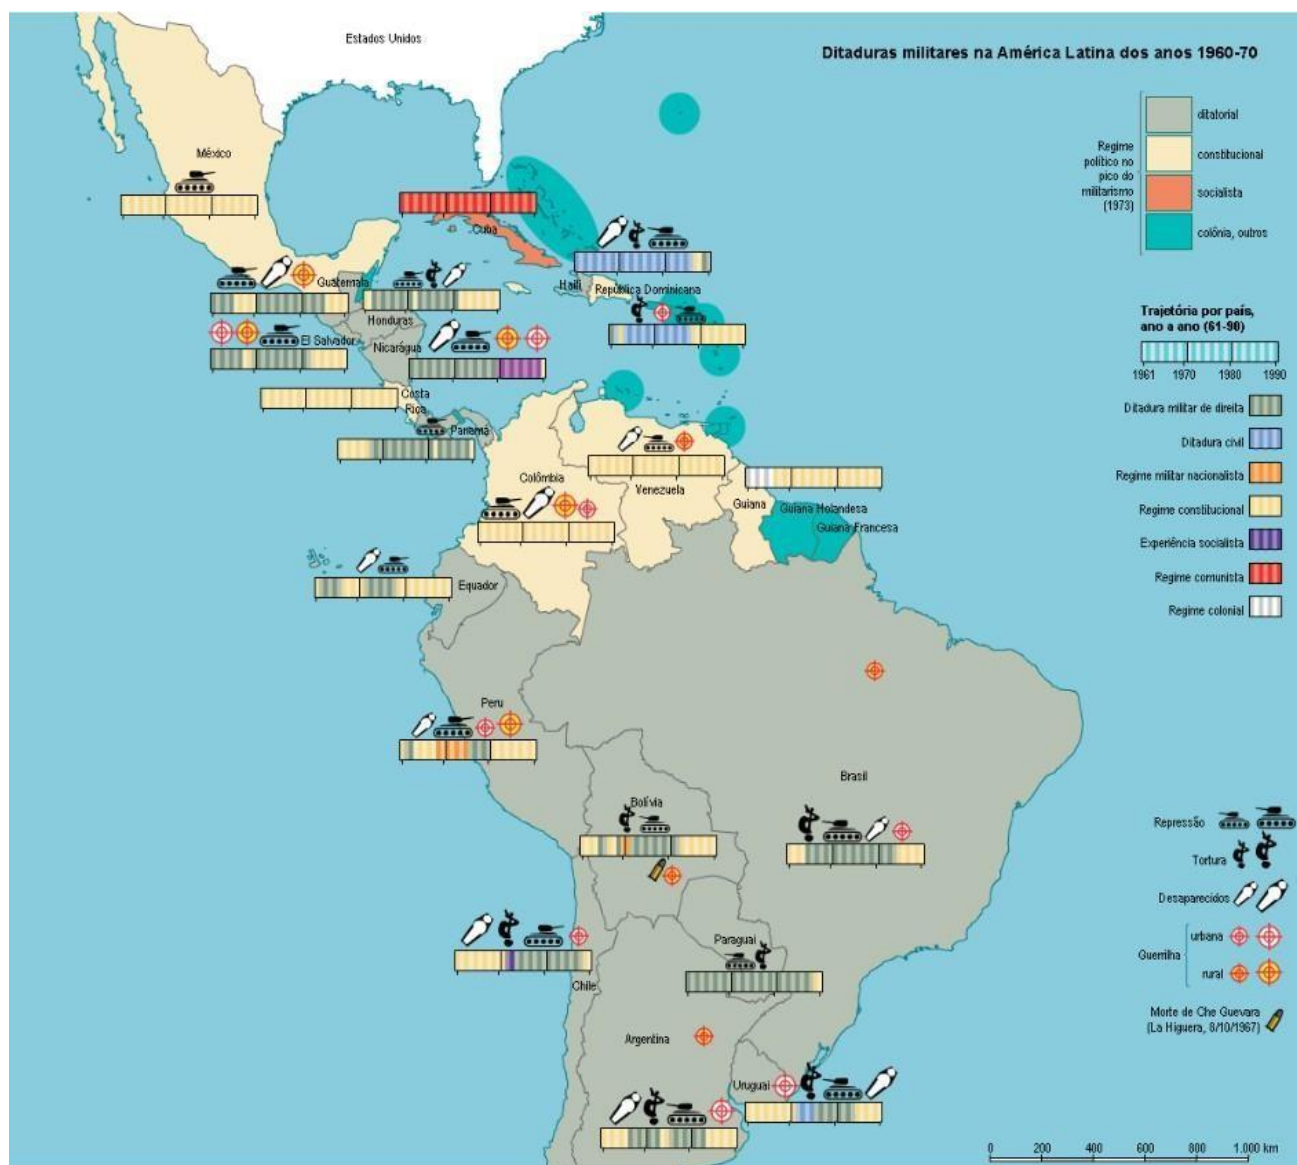 Estados Unidos
Ditaduras militares na América Latina dos anos 1960-70
Regime
político no
pico do
militarismo
(1973)
ditatorial
constitucional
socialista
colônia, outros
México
Cuba
Haiti
República Dominicana
Guatemala
Honduras
El Salvador
Nicarágua
Costa
Rica
Panamá
Trajetória por país,
ano a ano (61-90)
1961 1970 1980 1990
Ditadura militar de direita
Ditadura civil
Regime militar nacionalista
Regime constitucional
Experiência socialista
Regime comunista
Regime colonial
Colômbia
Venezuela
Guiana
Guiana Holandesa
Guiana Francesa
Equador
Peru
Brasil
Bolívia
Paraguai
Chile
Argentina
Uruguai
Repressão
Tortura
Desaparecidos
Guerrilha
urbana
rural
Morte de Che Guevara
(La Higuera, 8/10/1967)
0 200 400 600 800 1.000 km